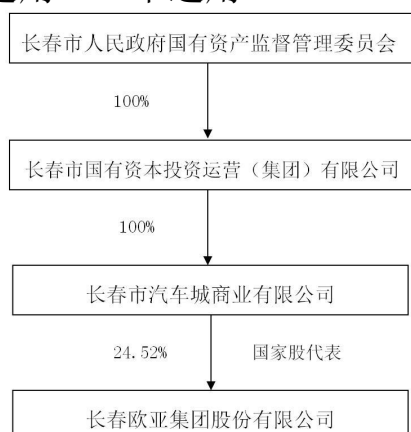 长春市人民政府国有资产监督管理委员会
100%
长春市国有资本投资运营（集团）有限公司
100%
长春市汽车城商业有限公司
24.52% 国家股代表
长春欧亚集团股份有限公司